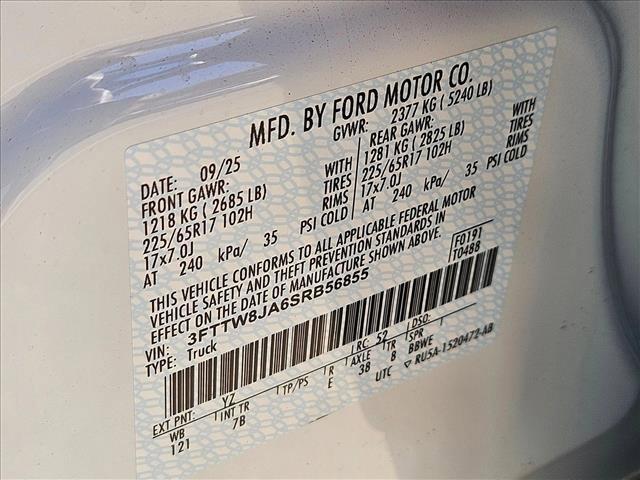 MFD. BY FORD MOTOR CO.
DATE: 09/25 GVWR: 2377 KG ( 5240 LB)
FRONT GAWR: REAR GAWR:
1218 KG ( 2685 LB) WITH 1281 KG ( 2825 LB) WITH
225/65R17 102H TIRES 225/65R17 102H TIRES
17x7.0J RIMS 17x7.0J RIMS
AT 240 kPa/ 35 PSI COLD AT 240 kPa/ 35 PSI COLD
THIS VEHICLE CONFORMS TO ALL APPLICABLE FEDERAL MOTOR
VEHICLE SAFETY AND THEFT PREVENTION STANDARDS IN
EFFECT ON THE DATE OF MANUFACTURE SHOWN ABOVE.
VIN: 3FTTW8JA6SRB56855 F0191
TYPE: Truck T0488
EXT PNT: YZ RC: 52 DSO:
WB INT TR TP/PS R AXLE TR SPR
121 7B E 38 8 BBWE
UTC ▽ RU5A-1520472-AB